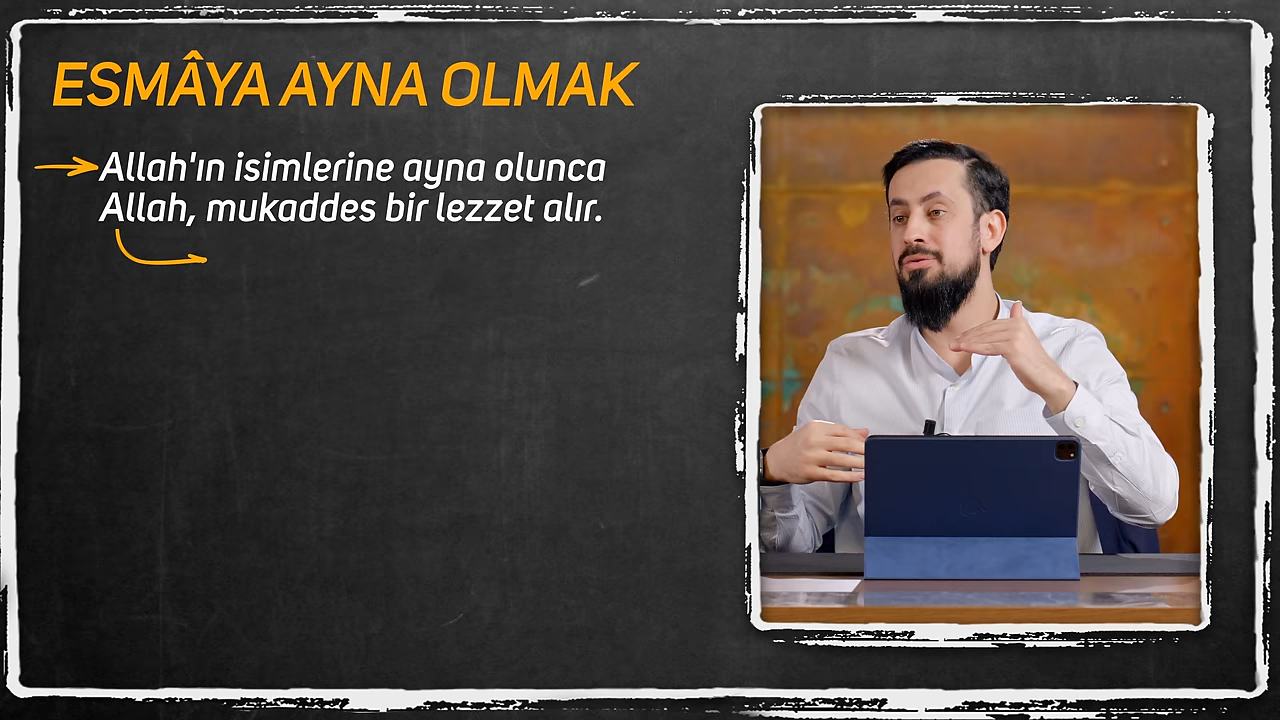 ESMÂYA AYNA OLMAK
Allah'ın isimlerine ayna olunca
Allah, mukaddes bir lezzet alır.